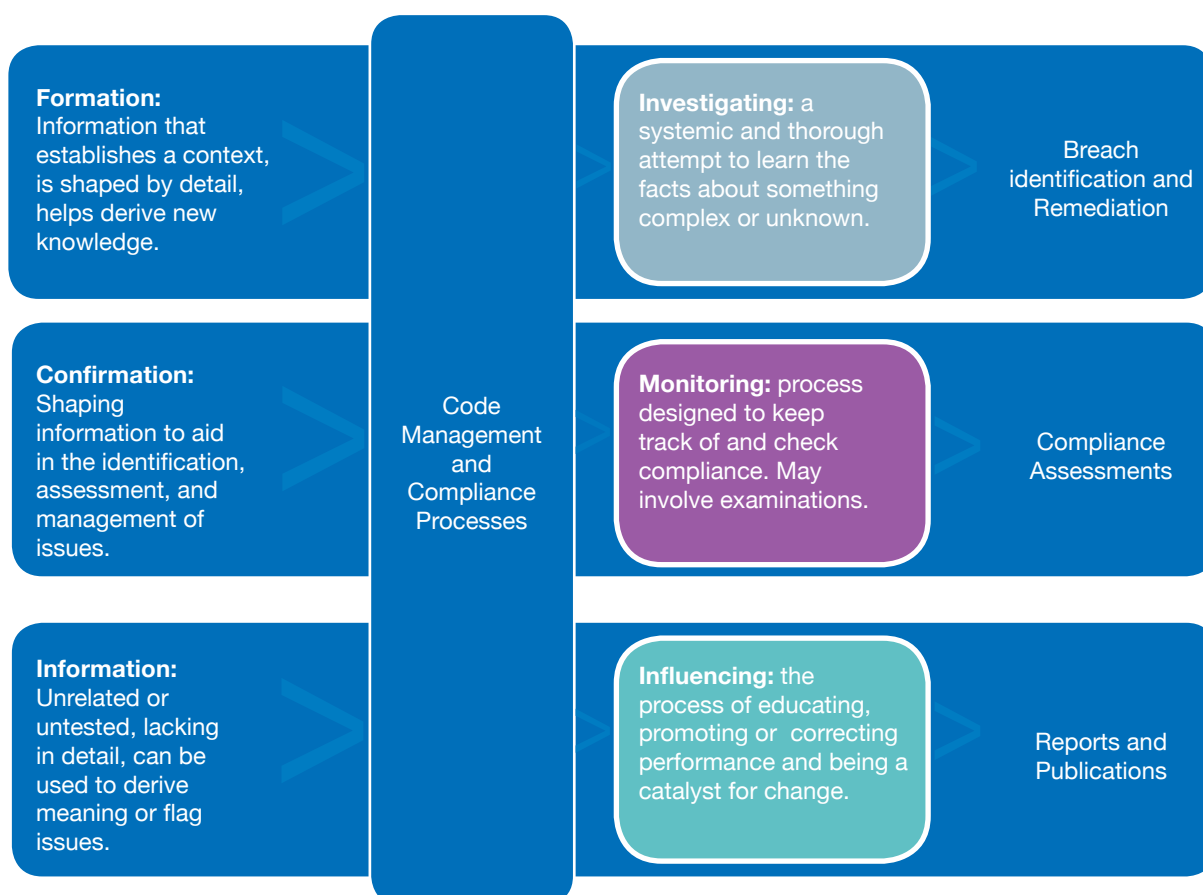 Formation:
Information that
establishes a context,
is shaped by detail,
helps derive new
knowledge.
Investigating: a
systemic and thorough
attempt to learn the
facts about something
complex or unknown.
Breach
identification and
Remediation
Confirmation:
Shaping
information to aid
in the identification,
assessment, and
management of
issues.
Code
Management
and
Compliance
Processes
Monitoring: process
designed to keep
track of and check
compliance. May
involve examinations.
Compliance
Assessments
Information:
Unrelated or
untested, lacking
in detail, can be
used to derive
meaning or flag
issues.
Influencing: the
process of educating,
promoting or  correcting
performance and being a
catalyst for change.
Reports and
Publications